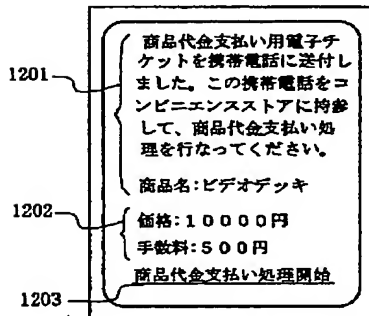 商品代金支払い用電子チ
ケットを携帯電話に送付し
ました。この携帯電話をコ
ンビニエンスストアに持参
して、商品代金支払い処
理を行なってください。
1201
商品名：ビデオデッキ
1202
価格：１００００円
手数料：５００円
商品代金支払い処理開始
1203